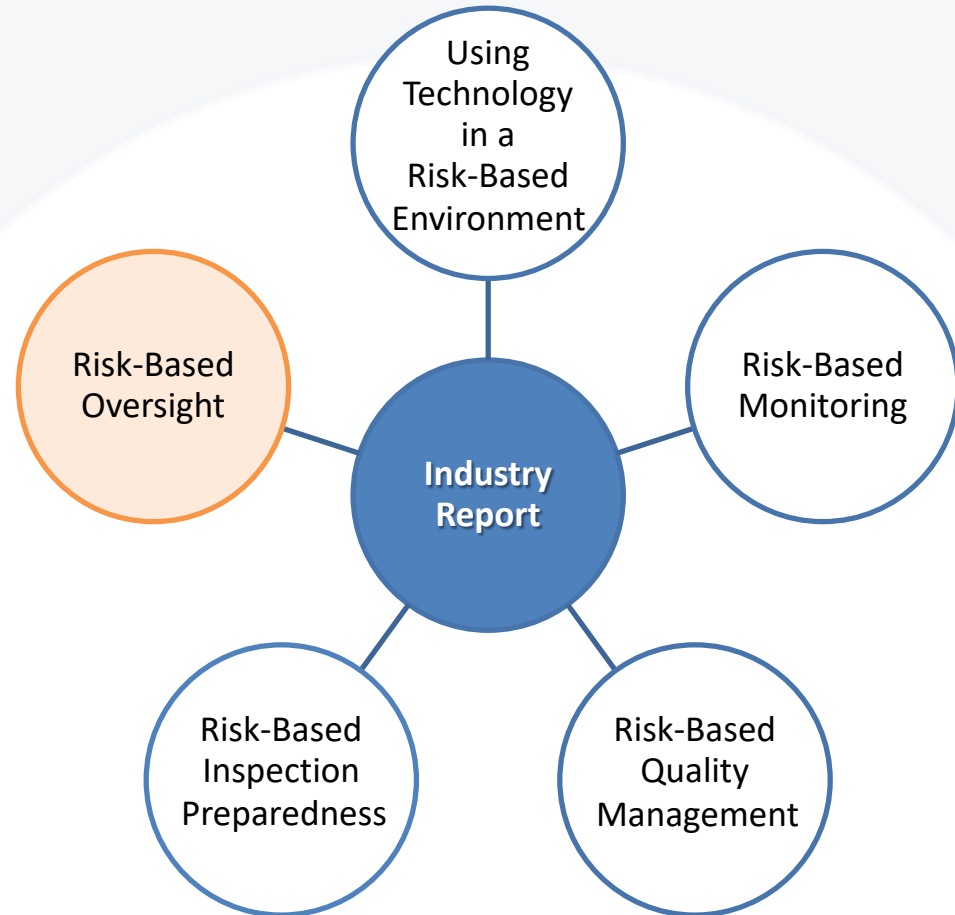 Using
Technology
in a
Risk-Based
Environment
Risk-Based
Oversight
Risk-Based
Monitoring
Industry
Report
Risk-Based
Inspection
Preparedness
Risk-Based
Quality
Management